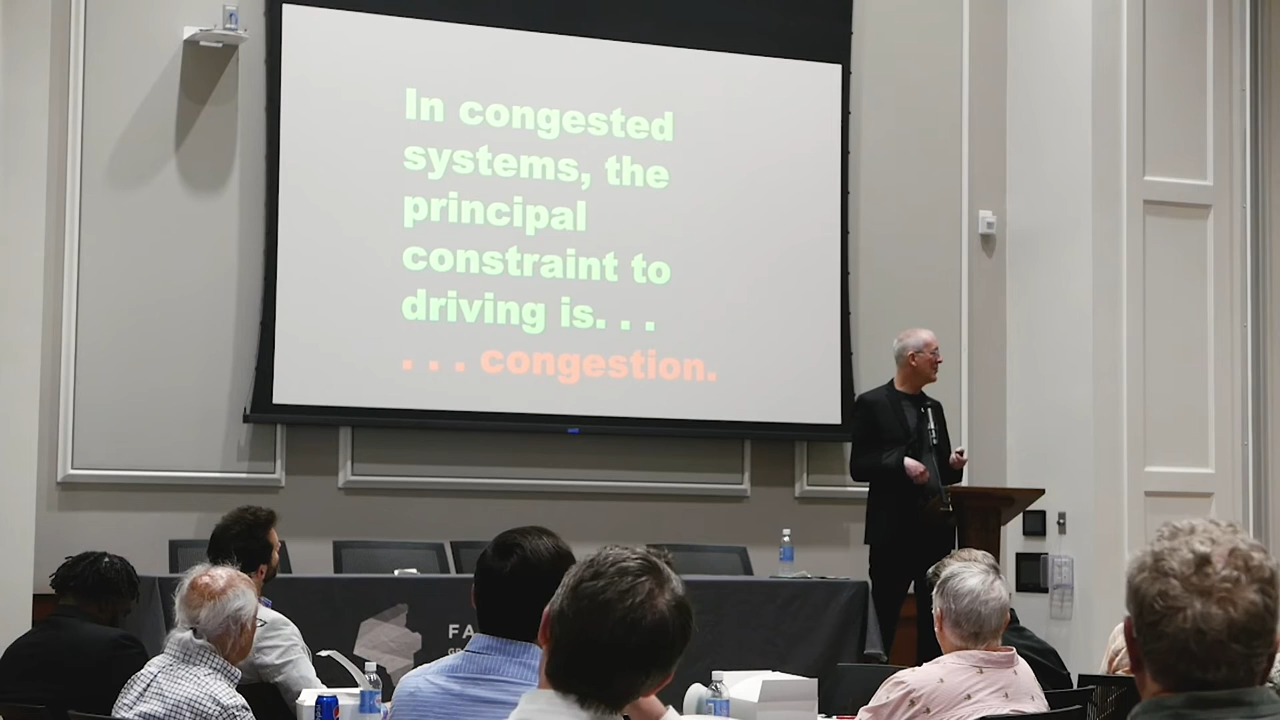 In congested
systems, the
principal
constraint to
driving is. . .
. . . congestion.
FA